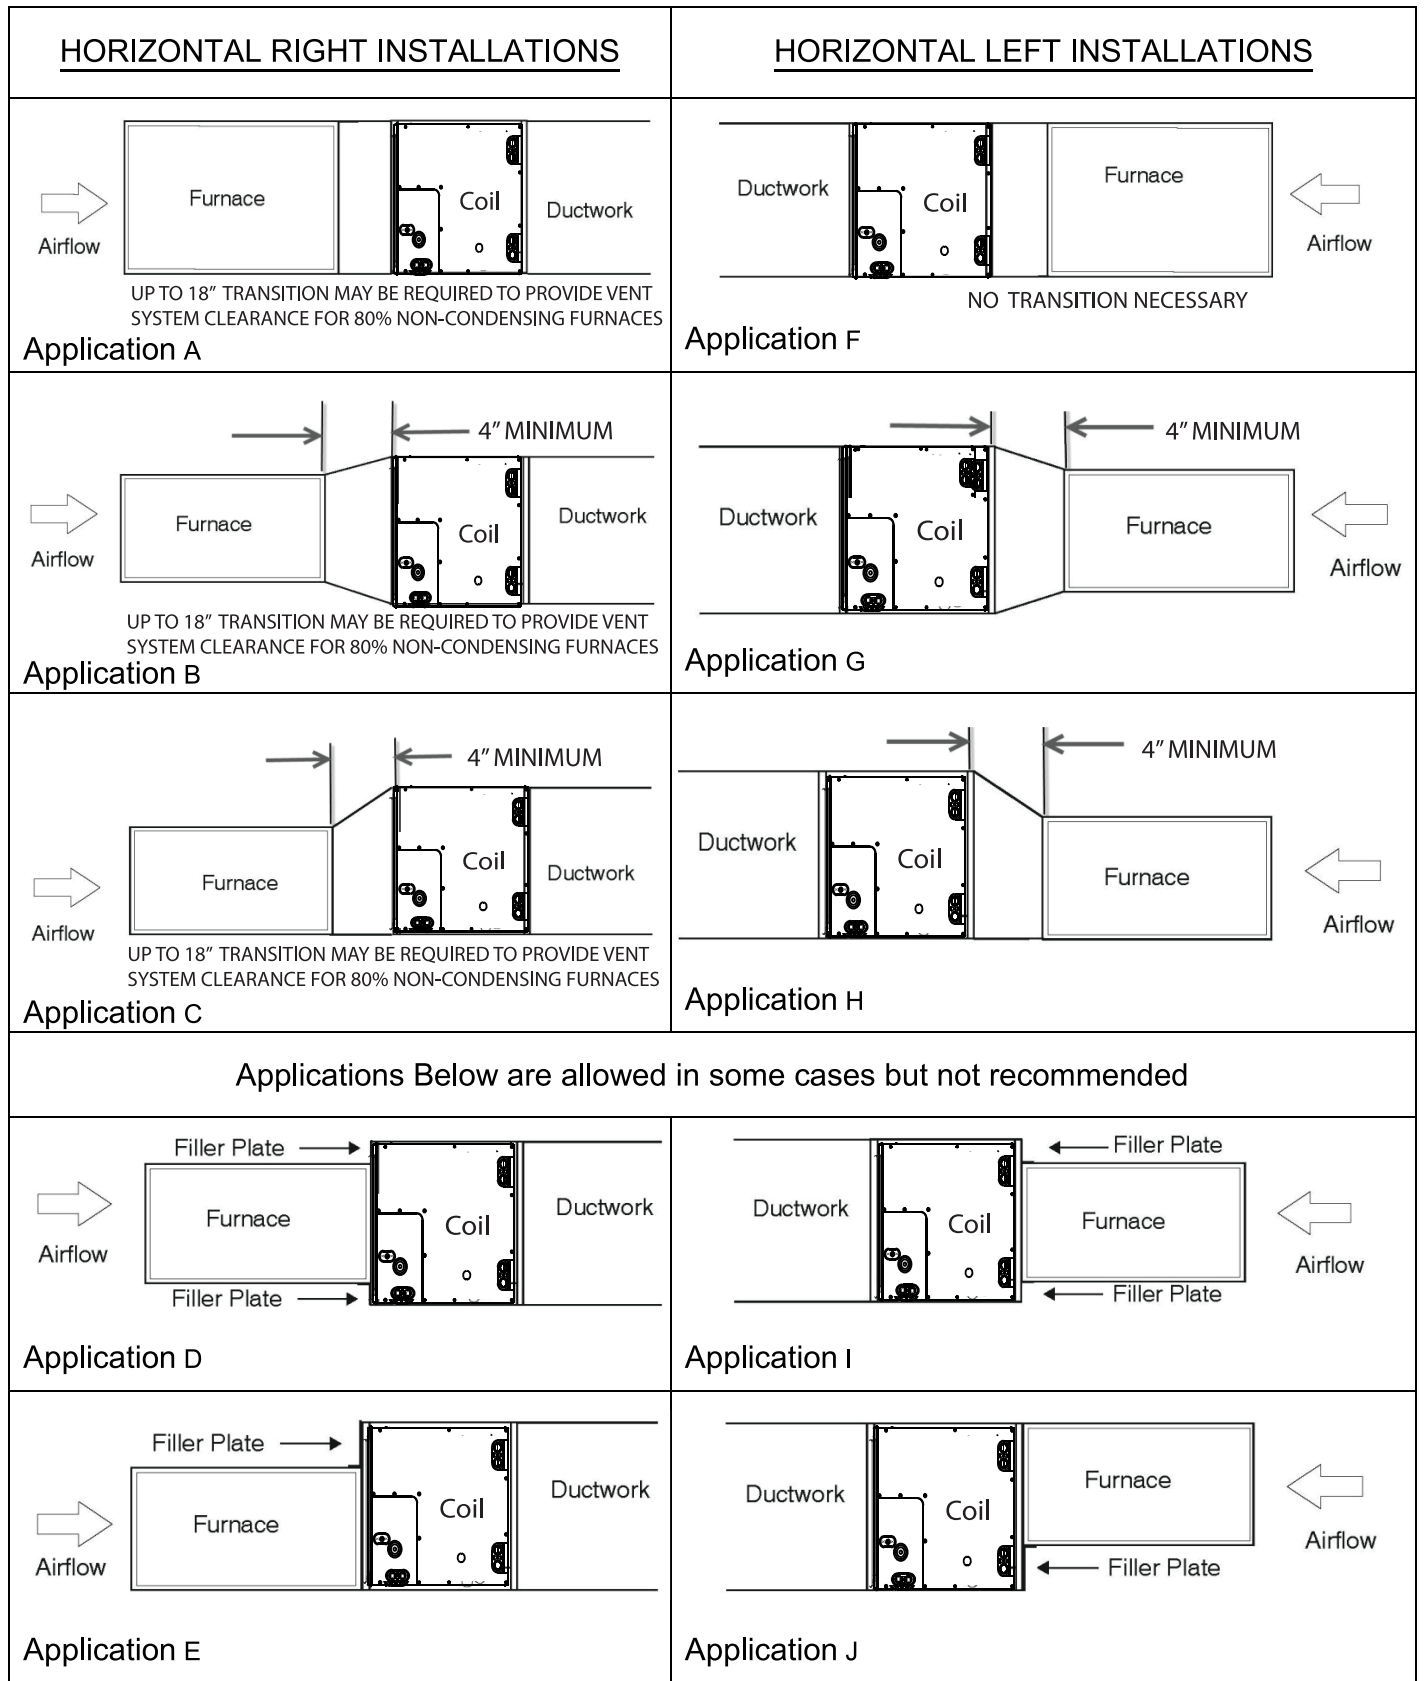 HORIZONTAL RIGHT INSTALLATIONS
HORIZONTAL LEFT INSTALLATIONS
Furnace
Coil
Ductwork
Airflow
UP TO 18” TRANSITION MAY BE REQUIRED TO PROVIDE VENT
SYSTEM CLEARANCE FOR 80% NON-CONDENSING FURNACES
Application A
Ductwork
Coil
Furnace
Airflow
NO TRANSITION NECESSARY
Application F
4” MINIMUM
Furnace
Coil
Ductwork
Airflow
UP TO 18” TRANSITION MAY BE REQUIRED TO PROVIDE VENT
SYSTEM CLEARANCE FOR 80% NON-CONDENSING FURNACES
Application B
4” MINIMUM
Ductwork
Coil
Furnace
Airflow
Application G
4” MINIMUM
Furnace
Coil
Ductwork
Airflow
UP TO 18” TRANSITION MAY BE REQUIRED TO PROVIDE VENT
SYSTEM CLEARANCE FOR 80% NON-CONDENSING FURNACES
Application C
4” MINIMUM
Ductwork
Coil
Furnace
Airflow
Application H
Applications Below are allowed in some cases but not recommended
Filler Plate
Furnace
Coil
Ductwork
Airflow
Filler Plate
Application D
Filler Plate
Ductwork
Coil
Furnace
Airflow
Filler Plate
Application I
Filler Plate
Furnace
Coil
Ductwork
Airflow
Application E
Ductwork
Coil
Furnace
Airflow
Filler Plate
Application J